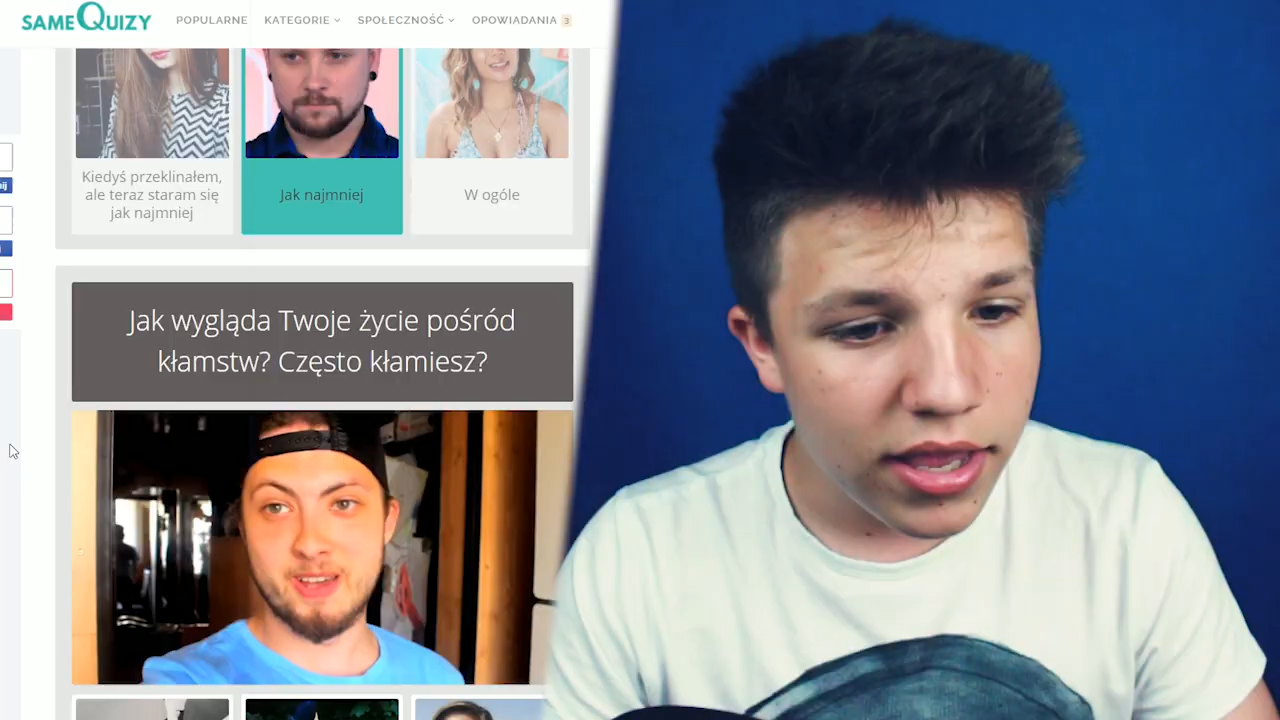 SAMEQUIZY
POPULARNE
KATEGORIE
SPOŁECZNOŚĆ
OPOWIADANIA 3
Kiedyś przeklinałem,
ale teraz staram się
jak najmniej
Jak najmniej
W ogóle
Jak wygląda Twoje życie pośród
kłamstw? Często kłamiesz?